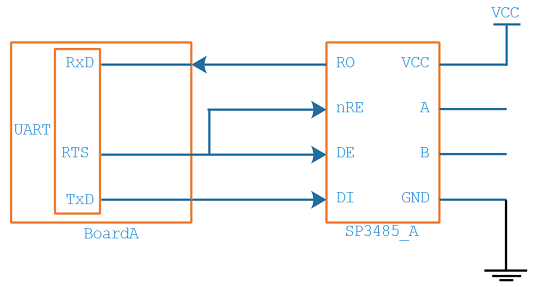 VCC
RxD
RO
VCC
nRE
A
UART
RTS
DE
B
TxD
DI
GND
BoardA
SP3485_A